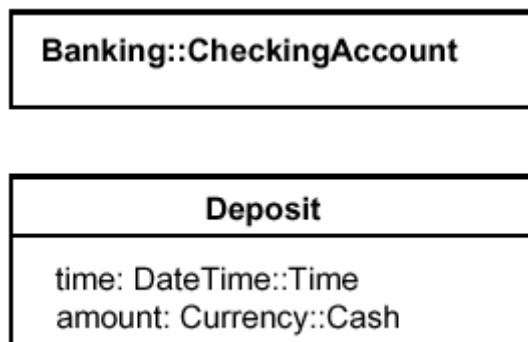 Banking::CheckingAccount
Deposit
time: DateTime::Time
amount: Currency::Cash